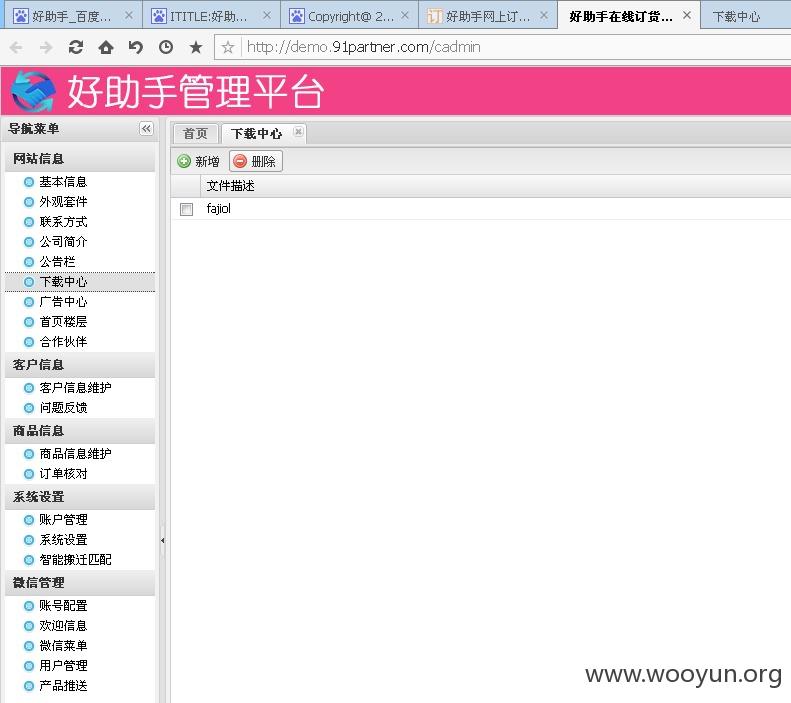 好助手_百度...
ITITLE:好助...
Copyright@ 2...
好助手网上订...
好助手在线订货...
下载中心
http://demo.91partner.com/cadmin
好助手管理平台
导航菜单
首页
下载中心
网站信息
新增
删除
基本信息
文件描述
外观套件
fajiol
联系方式
公司简介
公告栏
下载中心
广告中心
首页楼层
合作伙伴
客户信息
客户信息维护
问题反馈
商品信息
商品信息维护
订单核对
系统设置
账户管理
系统设置
智能搬迁匹配
微信管理
账号配置
欢迎信息
微信菜单
用户管理
产品推送
www.wooyun.org